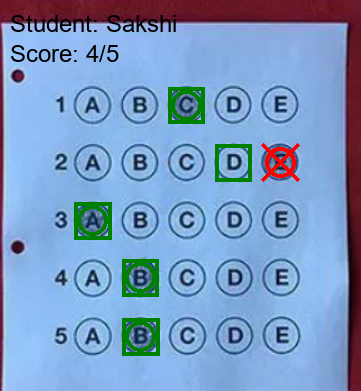 Student: Sakshi
Score: 4/5
1 A B C D E
2 A B C D E
3 A B C D E
4 A B C D E
5 A B C D E